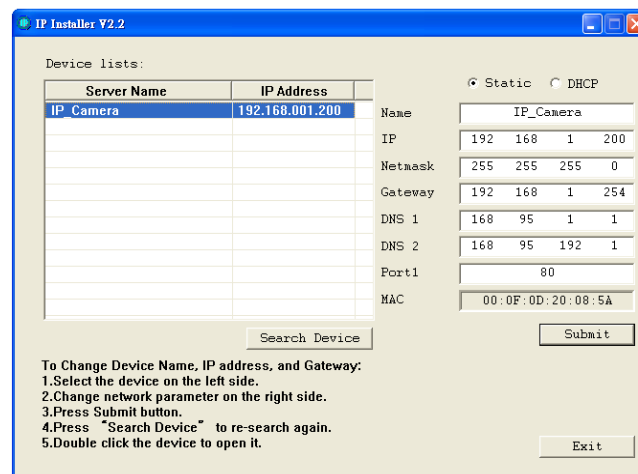 IP Installer V2.2
Device lists:
Server Name IP Address
IP_Camera 192.168.001.200
Static DHCP
Name IP_Camera
IP 192 168 1 200
Netmask 255 255 255 0
Gateway 192 168 1 254
DNS 1 168 95 1 1
DNS 2 168 95 192 1
Port1 80
MAC 00:0F:0D:20:08:5A
Search Device
Submit
To Change Device Name, IP address, and Gateway:
1.Select the device on the left side.
2.Change network parameter on the right side.
3.Press Submit button.
4.Press “Search Device” to re-search again.
5.Double click the device to open it.
Exit